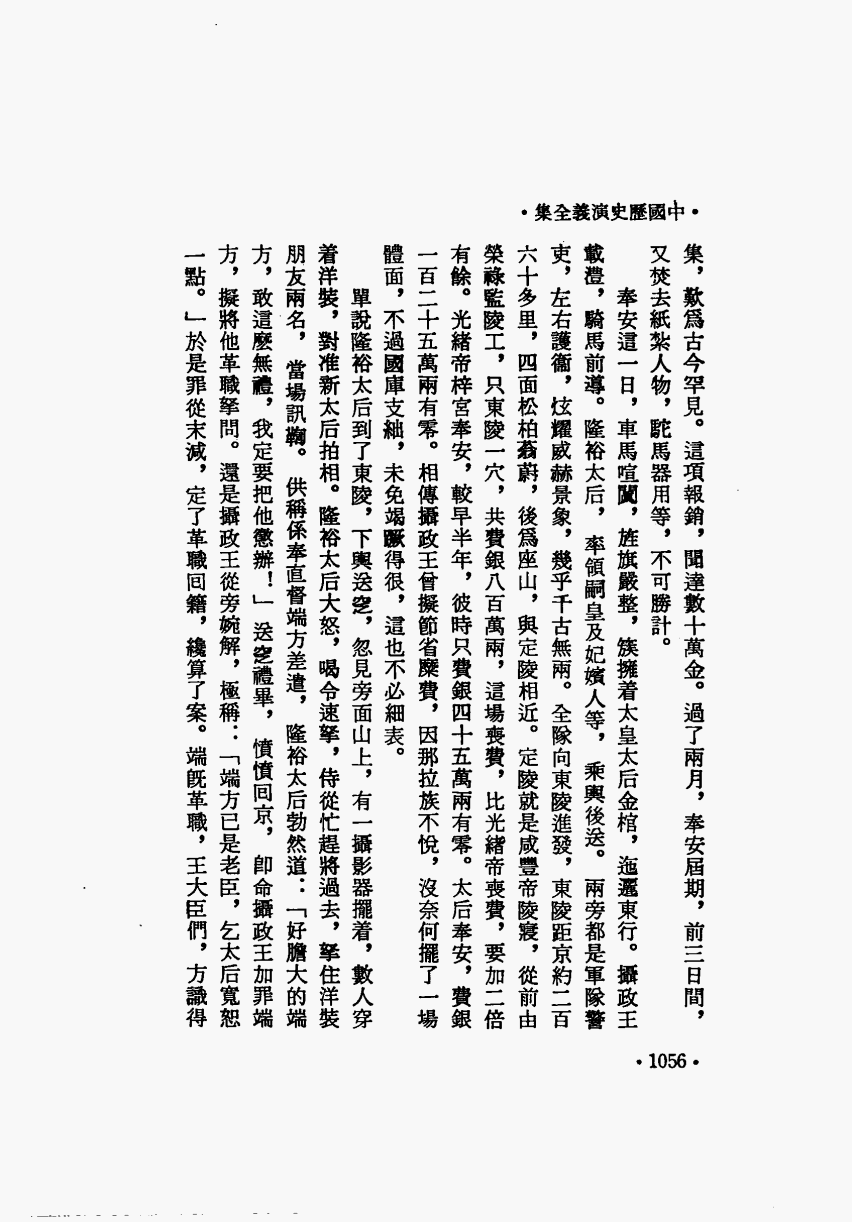 •中國歷史演義全集•
集，歎爲古今罕見。這項報銷，聞達數十萬金。過了兩月，奉安屆期，前三日間，
又焚去紙紮人物，駝馬器用等，不可勝計。
奉安這一日，車馬喧闐，旌旗嚴整，簇擁着太皇太后金棺，迤邐東行。攝政王
載灃，騎馬前導。隆裕太后，率領嗣皇及妃嬪人等，乘輿後送。兩旁都是軍隊警
吏，左右護衞，炫耀威赫景象，幾乎千古無兩。全隊向東陵進發，東陵距京約二百
六十多里，四面松柏蓊蔚，後爲座山，與定陵相近。定陵就是咸豐帝陵寢，從前由
榮祿監陵工，只東陵一穴，共費銀八百萬兩，這場喪費，比光緒帝喪費，要加二倍
有餘。光緒帝梓宮奉安，較早半年，彼時只費銀四十五萬兩有零。太后奉安，費銀
一百二十五萬兩有零。相傳攝政王曾擬節省糜費，因那拉族不悅，沒奈何擺了一場
體面，不過國庫支絀，未免竭蹶得很，這也不必細表。
單說隆裕太后到了東陵，下輿送窆，忽見旁面山上，有一攝影器擺着，數人穿
着洋裝，對准新太后拍相。隆裕太后大怒，喝令速拏，侍從忙趕將過去，拏住洋裝
朋友兩名，當場訊鞫。供稱係奉直督端方差遣，隆裕太后勃然道：「好膽大的端
方，敢這麽無禮，我定要把他懲辦！」送窆禮畢，憤憤回京，卽命攝政王加罪端
方，擬將他革職拏問。還是攝政王從旁婉解，極稱：「端方已是老臣，乞太后寬恕
一點。」於是罪從末減，定了革職回籍，纔算了案。端旣革職，王大臣們，方識得
•1056•